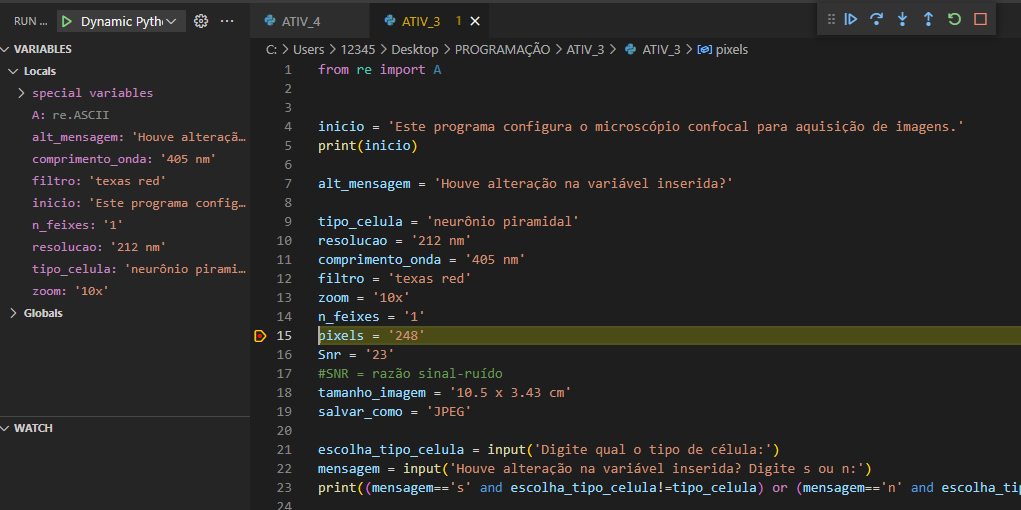 RUN ... Dynamic Pyth ...
ATIV_4 ATIV_3 1
C: > Users > 12345 > Desktop > PROGRAMAÇÃO > ATIV_3 > ATIV_3 > pixels
VARIABLES
Locals
special variables
A: re.ASCII
alt_mensagem: 'Houve alteraçã…
comprimento_onda: '405 nm'
filtro: 'texas red'
inicio: 'Este programa config…
n_feixes: '1'
resolucao: '212 nm'
tipo_celula: 'neurônio pirami…
zoom: '10x'
Globals
WATCH
1 from re import A
2
3
4 inicio = 'Este programa configura o microscópio confocal para aquisição de imagens.'
5 print(inicio)
6
7 alt_mensagem = 'Houve alteração na variável inserida?'
8
9 tipo_celula = 'neurônio piramidal'
10 resolucao = '212 nm'
11 comprimento_onda = '405 nm'
12 filtro = 'texas red'
13 zoom = '10x'
14 n_feixes = '1'
15 pixels = '248'
16 Snr = '23'
17 #SNR = razão sinal-ruído
18 tamanho_imagem = '10.5 x 3.43 cm'
19 salvar_como = 'JPEG'
20
21 escolha_tipo_celula = input('Digite qual o tipo de célula:')
22 mensagem = input('Houve alteração na variável inserida? Digite s ou n:')
23 print((mensagem=='s' and escolha_tipo_celula!=tipo_celula) or (mensagem=='n' and escolha_tip
24